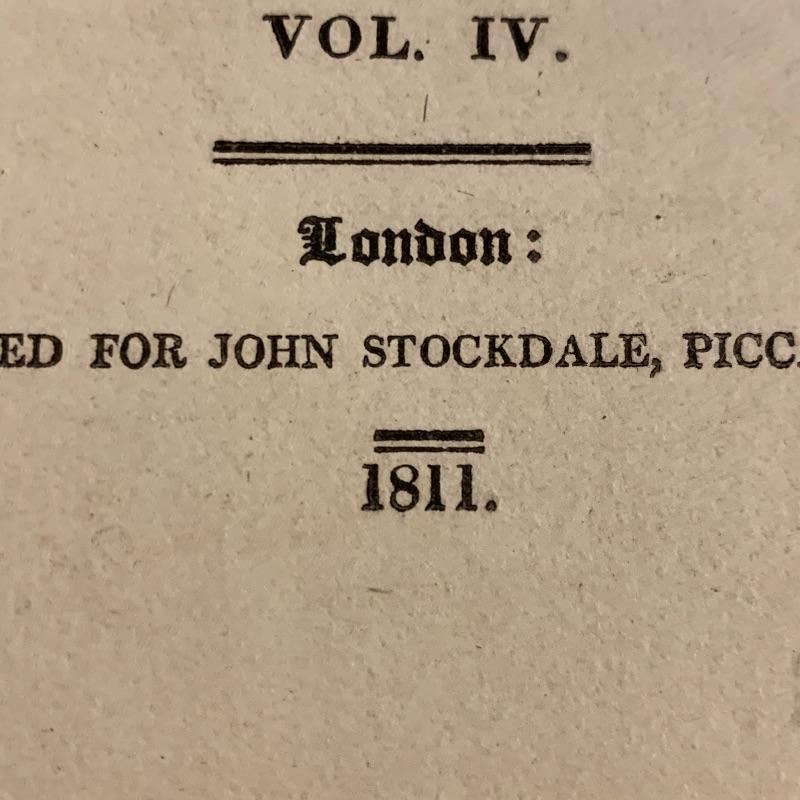 VOL. IV.
London:
ED FOR JOHN STOCKDALE, PICC
1811.